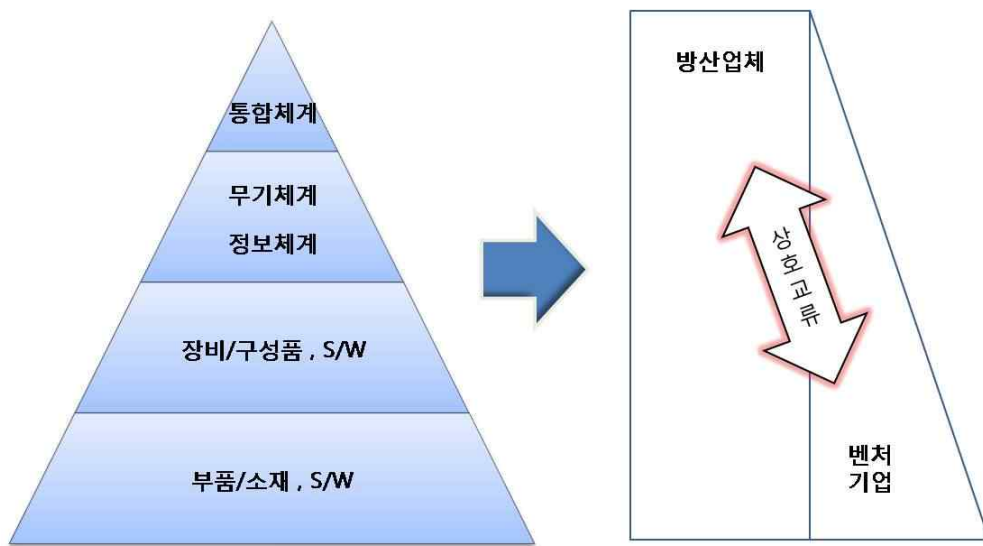 통합체계
무기체계
정보체계
장비/구성품 , S/W
부품/소재 , S/W
방산업체
상호교류
벤처
기업